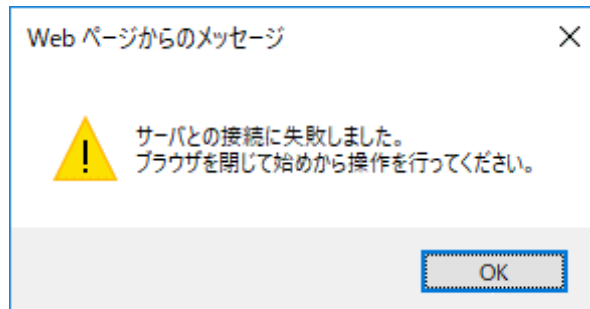 Web ページからのメッセージ
サーバとの接続に失敗しました。
ブラウザを閉じて始めから操作を行ってください。
OK